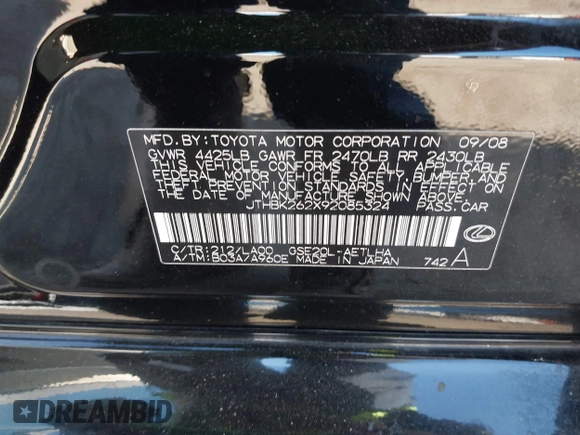 MFD. BY: TOYOTA MOTOR CORPORATION 09/08
GVWR 4425LB GAWR FR 2470LB RR 2430LB
THIS VEHICLE CONFORMS TO ALL APPLICABLE
FEDERAL MOTOR VEHICLE SAFETY, BUMPER, AND
THEFT PREVENTION STANDARDS IN EFFECT ON
THE DATE OF MANUFACTURE SHOWN ABOVE.
JTHBK262X92085324 PASS. CAR
C/TR: 212/LA00 GSE20L-AETLHA
A/TM: B03A/A960E MADE IN JAPAN 742 A
DREAMBID